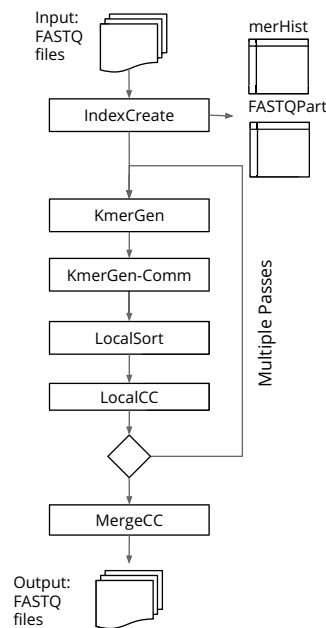 Input:
FASTQ
files
merHist
IndexCreate
FASTQPart
KmerGen
KmerGen-Comm
LocalSort
LocalCC
Multiple Passes
MergeCC
Output:
FASTQ
files